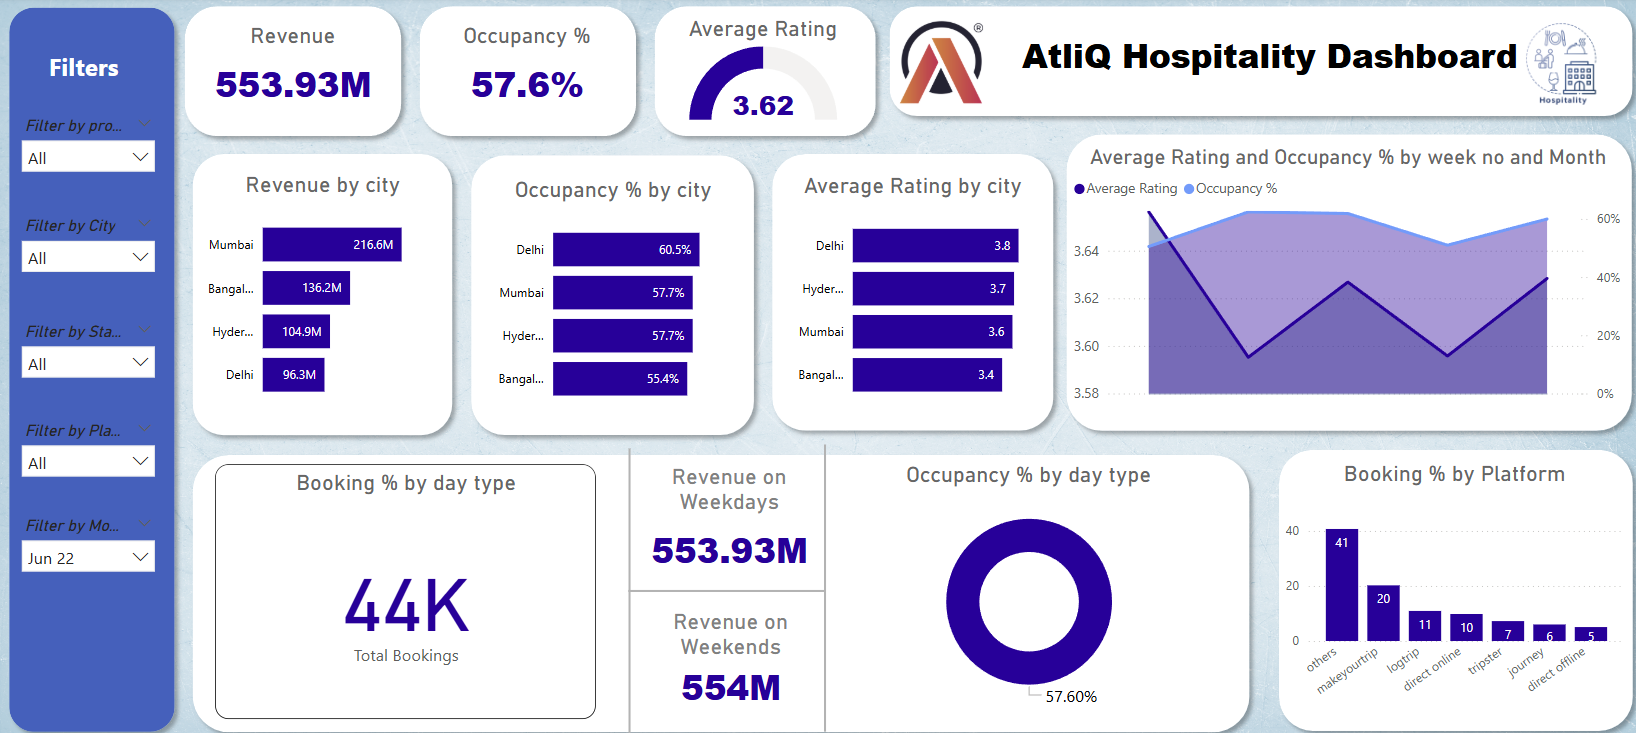 Filters
Filter by pro...
All
Filter by City
All
Filter by Sta...
All
Filter by Pla...
All
Filter by Mo...
Jun 22
Revenue
553.93M
Occupancy %
57.6%
Average Rating
3.62
®
AtliQ Hospitality Dashboard
Hospitality
Revenue by city
Mumbai 216.6M
Bangal... 136.2M
Hyder... 104.9M
Delhi 96.3M
Occupancy % by city
Delhi 60.5%
Mumbai 57.7%
Hyder... 57.7%
Bangal... 55.4%
Average Rating by city
Delhi 3.8
Hyder... 3.7
Mumbai 3.6
Bangal... 3.4
Average Rating and Occupancy % by week no and Month
Average Rating Occupancy %
3.64
3.62
3.60
3.58
60%
40%
20%
0%
Booking % by day type
44K
Total Bookings
Revenue on
Weekdays
553.93M
Revenue on
Weekends
554M
Occupancy % by day type
57.60%
Booking % by Platform
40
20
0
41
20
11
10
7
6
5
others
makeyourtrip
logtrip
direct online
tripster
journey
direct offline